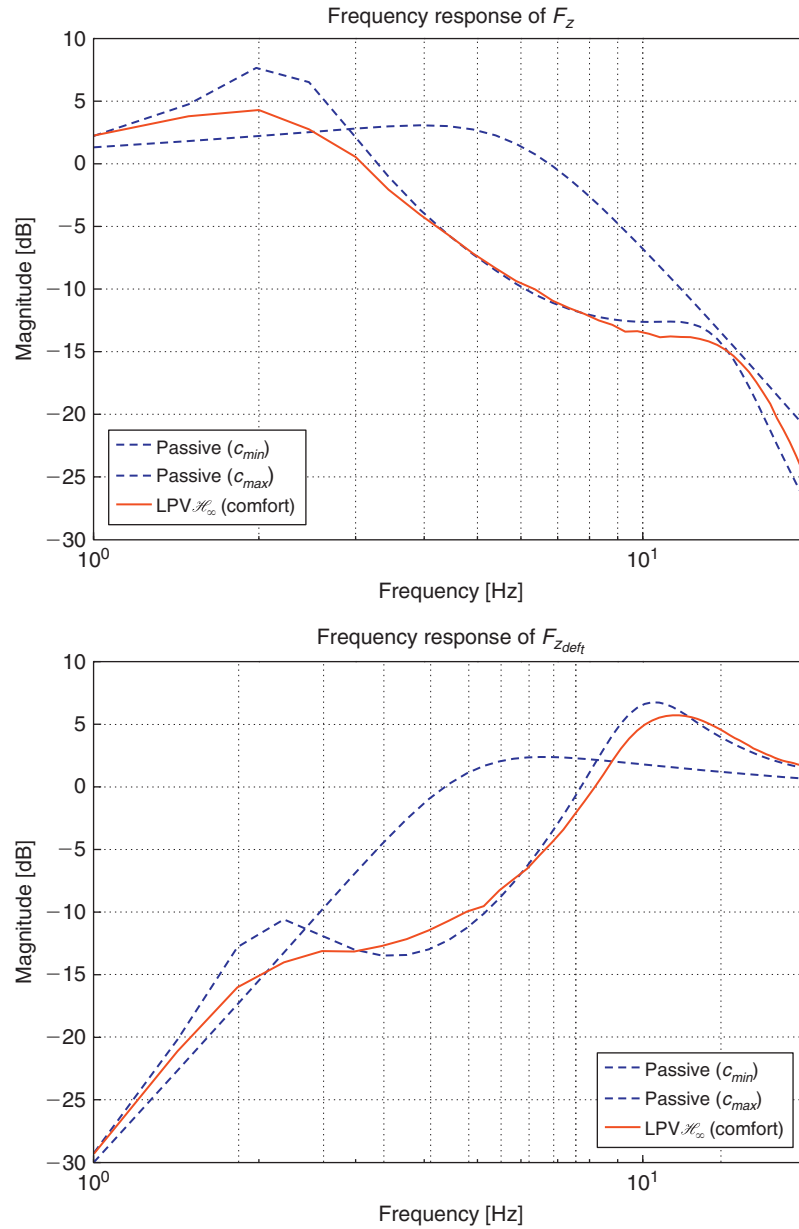 Frequency response of F_z
Magnitude [dB]
10
5
0
−5
−10
−15
−20
−25
−30
Passive (c_min)
Passive (c_max)
LPV ℋ∞ (comfort)
10^0
10^1
Frequency [Hz]
Frequency response of F_z_deft
Magnitude [dB]
10
5
0
−5
−10
−15
−20
−25
−30
Passive (c_min)
Passive (c_max)
LPV ℋ∞ (comfort)
10^0
10^1
Frequency [Hz]